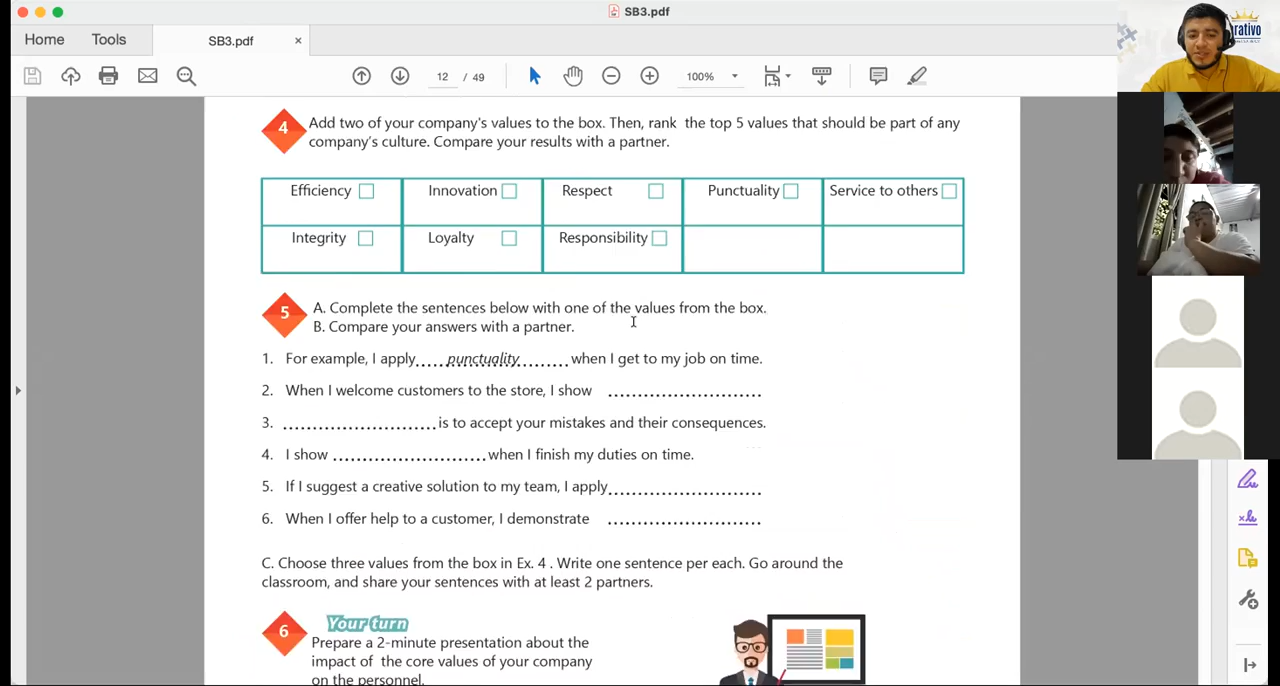 SB3.pdf
Home Tools SB3.pdf ×
12 / 49 100%
rativo
4 Add two of your company's values to the box. Then, rank the top 5 values that should be part of any
company's culture. Compare your results with a partner.
Efficiency Innovation Respect Punctuality Service to others
Integrity Loyalty Responsibility
5 A. Complete the sentences below with one of the values from the box.
B. Compare your answers with a partner.
1. For example, I apply.....punctuality.........when I get to my job on time.
2. When I welcome customers to the store, I show ...........................
3. ...........................is to accept your mistakes and their consequences.
4. I show ...........................when I finish my duties on time.
5. If I suggest a creative solution to my team, I apply...........................
6. When I offer help to a customer, I demonstrate ...........................
C. Choose three values from the box in Ex. 4 . Write one sentence per each. Go around the
classroom, and share your sentences with at least 2 partners.
6 Your turn
Prepare a 2-minute presentation about the
impact of the core values of your company
on the personnel.